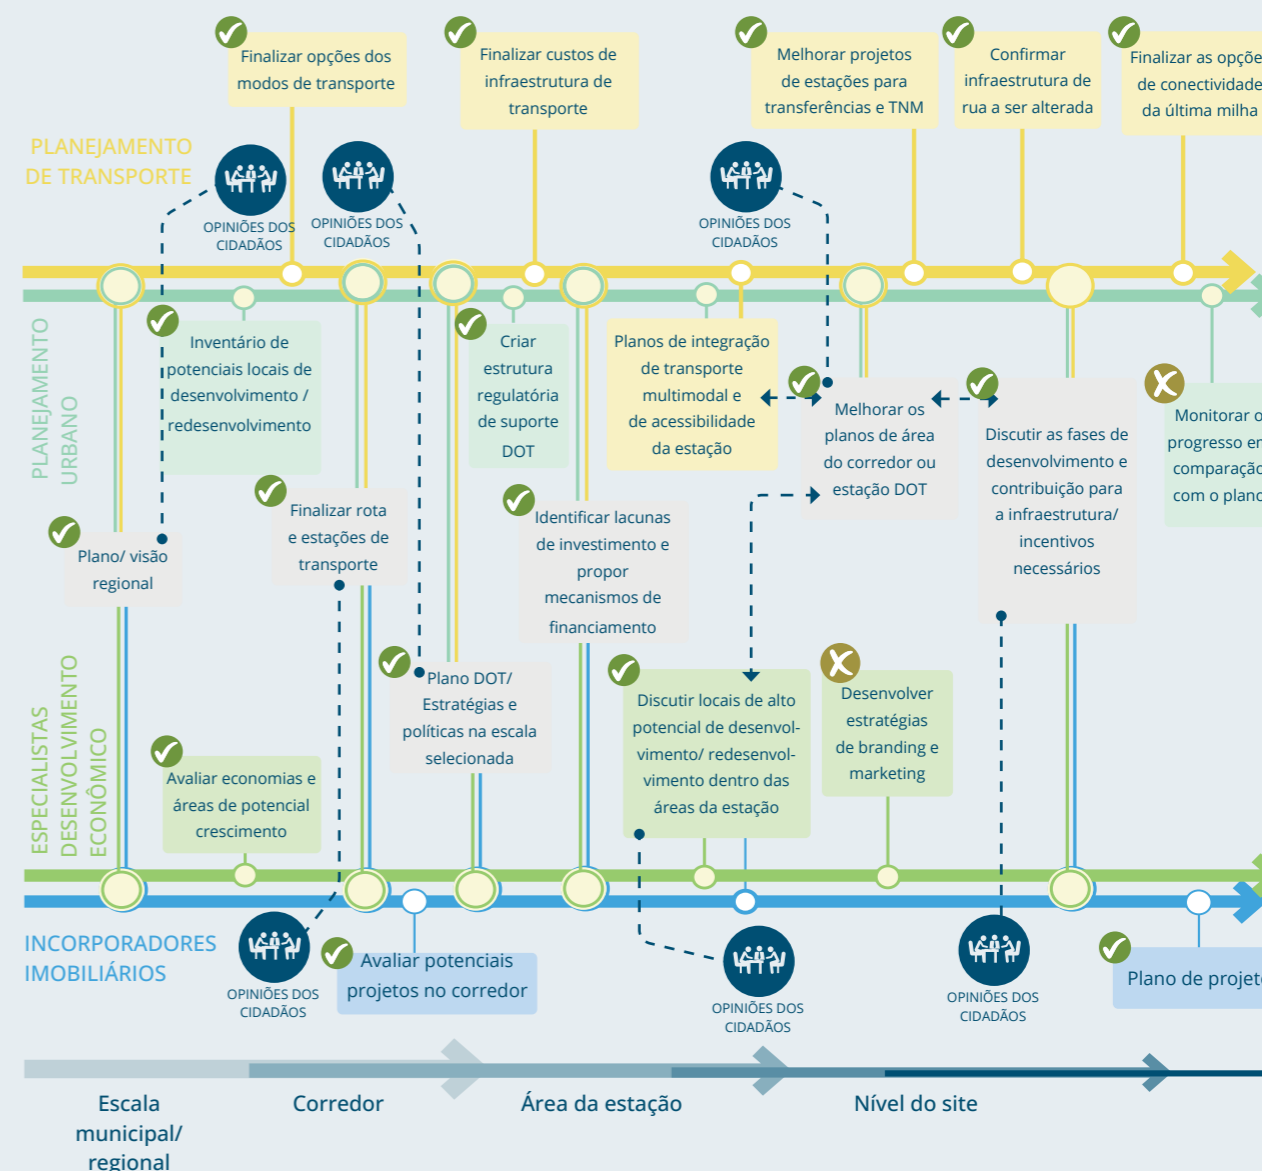 Finalizar opções dos
modos de transporte
Finalizar custos de
infraestrutura de
transporte
Melhorar projetos
de estações para
transferências e TNM
Confirmar
infraestrutura de
rua a ser alterada
Finalizar as opçõe
de conectividade
da última milha
PLANEJAMENTO
DE TRANSPORTE
OPINIÕES DOS
CIDADÃOS
OPINIÕES DOS
CIDADÃOS
OPINIÕES DOS
CIDADÃOS
PLANEJAMENTO
URBANO
Inventário de
potenciais locais de
desenvolvimento /
redesenvolvimento
Criar
estrutura
regulatória
de suporte
DOT
Planos de integração
de transporte
multimodal e
de acessibilidade
da estação
Melhorar os
planos de área
do corredor ou
estação DOT
Discutir as fases de
desenvolvimento e
contribuição para
a infraestrutura/
incentivos
necessários
Monitorar o
progresso em
comparação
com o plano
Plano/ visão
regional
Finalizar rota
e estações de
transporte
Identificar lacunas
de investimento e
propor
mecanismos de
financiamento
ESPECIALISTAS
DESENVOLVIMENTO
ECONÔMICO
Plano DOT/
Estratégias e
políticas na escala
selecionada
Discutir locais de alto
potencial de desenvol-
vimento/ redesenvol-
vimento dentro das
áreas da estação
Desenvolver
estratégias
de branding e
marketing
Avaliar economias e
áreas de potencial
crescimento
INCORPORADORES
IMOBILIÁRIOS
OPINIÕES DOS
CIDADÃOS
Avaliar potenciais
projetos no corredor
OPINIÕES DOS
CIDADÃOS
OPINIÕES DOS
CIDADÃOS
Plano de projeto
Escala
municipal/
regional
Corredor
Área da estação
Nível do site